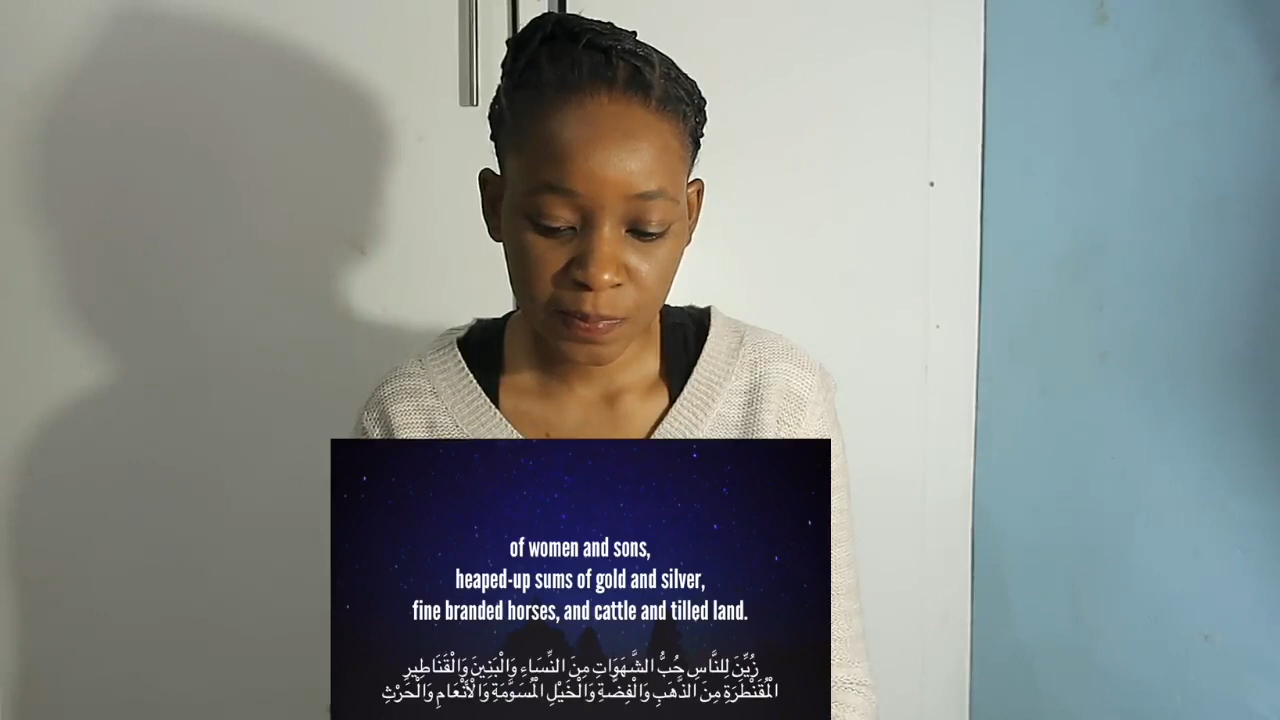 of women and sons,
heaped-up sums of gold and silver,
fine branded horses, and cattle and tilled land.
زُيِّنَ لِلنَّاسِ حُبُّ الشَّهَوَاتِ مِنَ النِّسَاءِ وَالْبَنِينَ وَالْقَنَاطِيرِ
الْمُقَنْطَرَةِ مِنَ الذَّهَبِ وَالْفِضَّةِ وَالْخَيْلِ الْمُسَوَّمَةِ وَالْأَنْعَامِ وَالْحَرْثِ